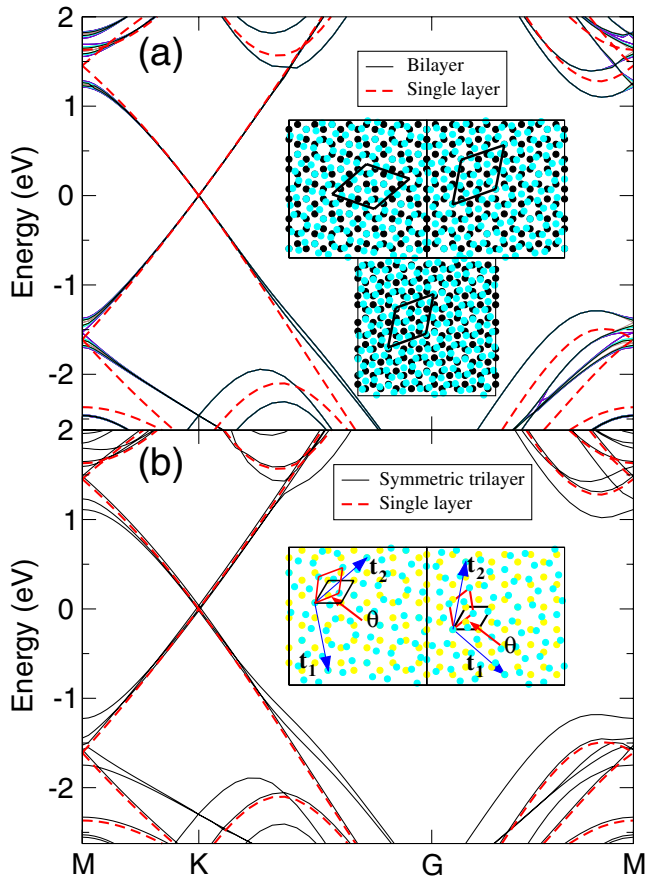 2
(a)
Bilayer
Single layer
1
0
-1
-2
Energy (eV)
2
(b)
Symmetric trilayer
Single layer
1
0
-1
-2
Energy (eV)
t2
θ
t1
t2
θ
t1
M K G M